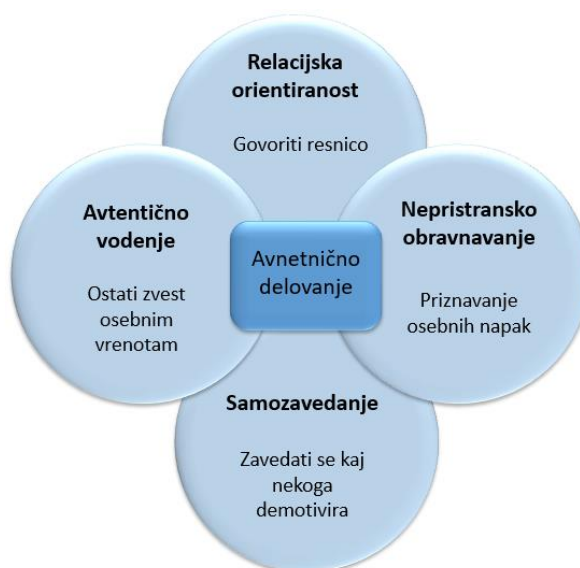 Relacijska
orientiranost
Govoriti resnico
Avtentično
vodenje
Ostati zvest
osebnim
vrenotam
Avnetnično
delovanje
Nepristransko
obravnavanje
Priznavanje
osebnih napak
Samozavedanje
Zavedati se kaj
nekoga
demotivira